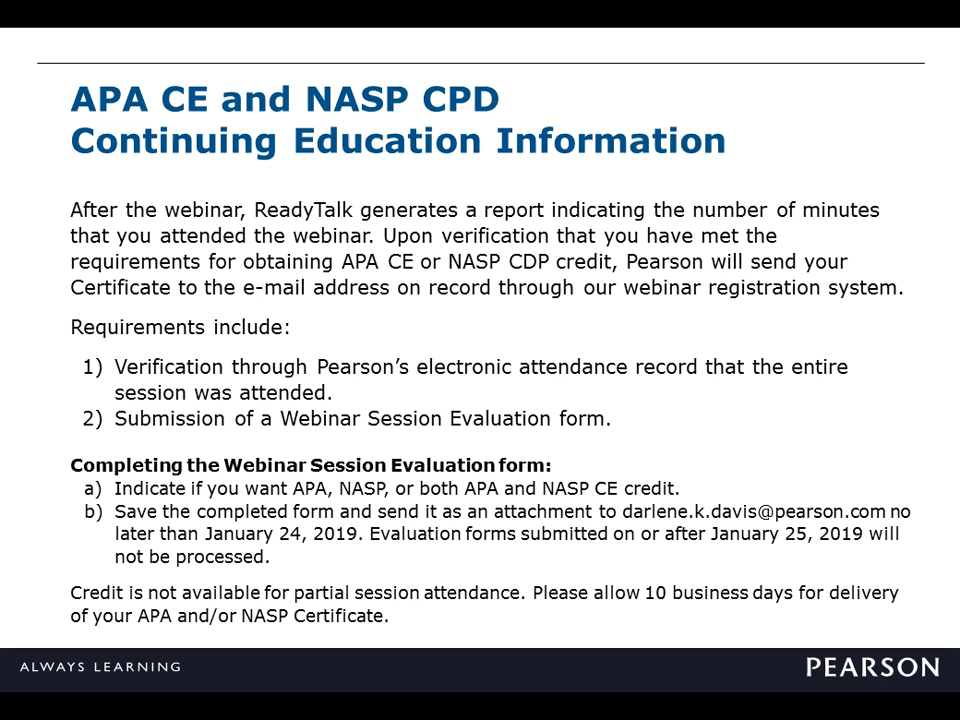 APA CE and NASP CPD
Continuing Education Information
After the webinar, ReadyTalk generates a report indicating the number of minutes
that you attended the webinar. Upon verification that you have met the
requirements for obtaining APA CE or NASP CDP credit, Pearson will send your
Certificate to the e-mail address on record through our webinar registration system.
Requirements include:
1) Verification through Pearson’s electronic attendance record that the entire
session was attended.
2) Submission of a Webinar Session Evaluation form.
Completing the Webinar Session Evaluation form:
a) Indicate if you want APA, NASP, or both APA and NASP CE credit.
b) Save the completed form and send it as an attachment to darlene.k.davis@pearson.com no
later than January 24, 2019. Evaluation forms submitted on or after January 25, 2019 will
not be processed.
Credit is not available for partial session attendance. Please allow 10 business days for delivery
of your APA and/or NASP Certificate.
ALWAYS LEARNING
PEARSON